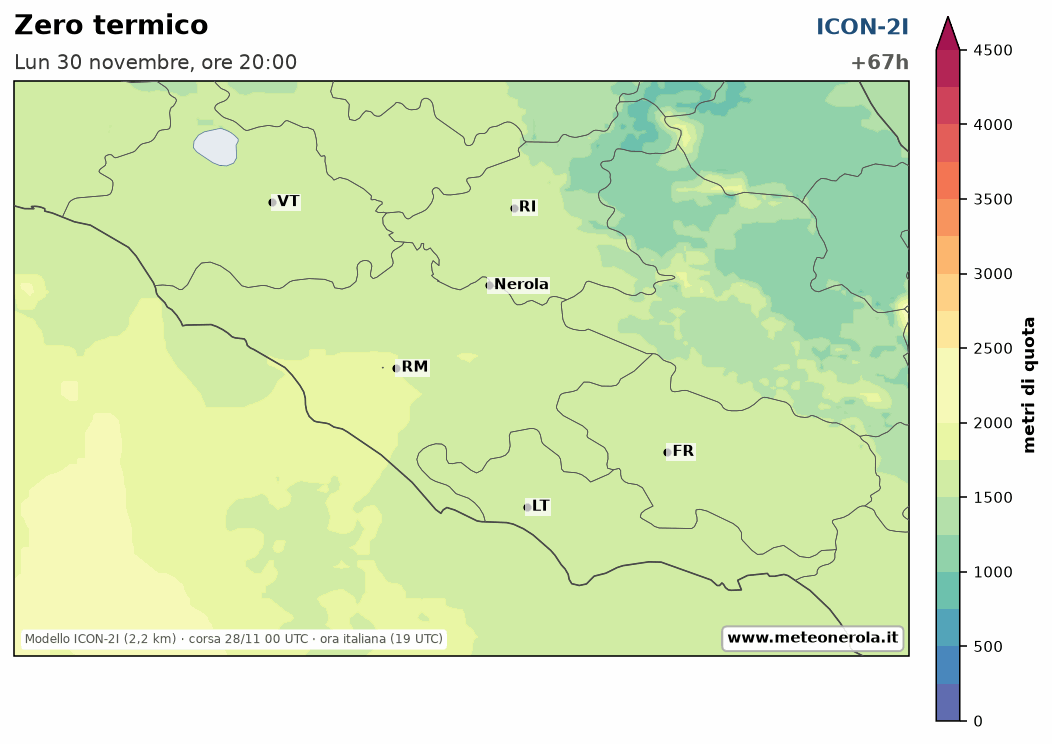 Zero termico
ICON-2I
Lun 30 novembre, ore 20:00
+67h
4500
4000
3500
3000
2500
2000
1500
1000
500
0
metri di quota
VT
RI
Nerola
RM
FR
LT
Modello ICON-2I (2,2 km) · corsa 28/11 00 UTC · ora italiana (19 UTC)
www.meteonerola.it